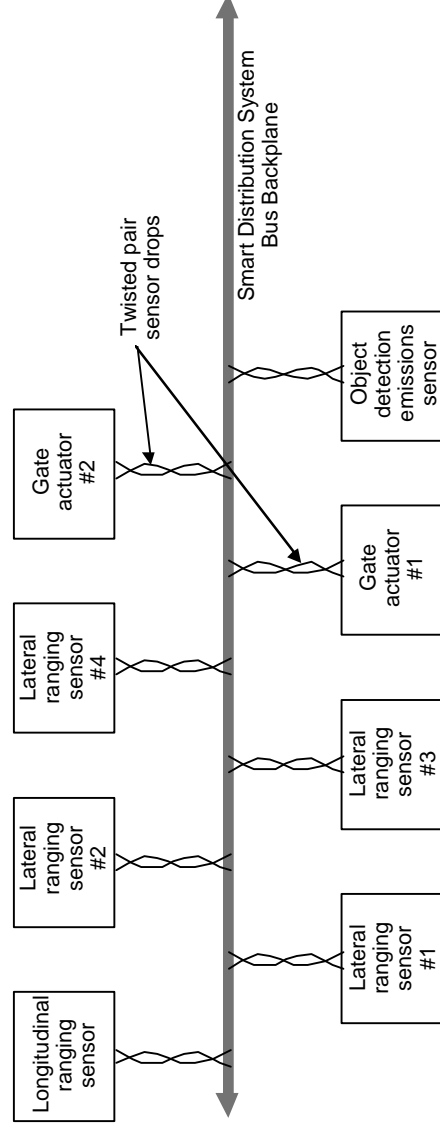 Longitudinal
ranging
sensor
Lateral
ranging
sensor
#2
Lateral
ranging
sensor
#4
Gate
actuator
#2
Twisted pair
sensor drops
Smart Distribution System
Bus Backplane
Lateral
ranging
sensor
#1
Lateral
ranging
sensor
#3
Gate
actuator
#1
Object
detection
emissions
sensor